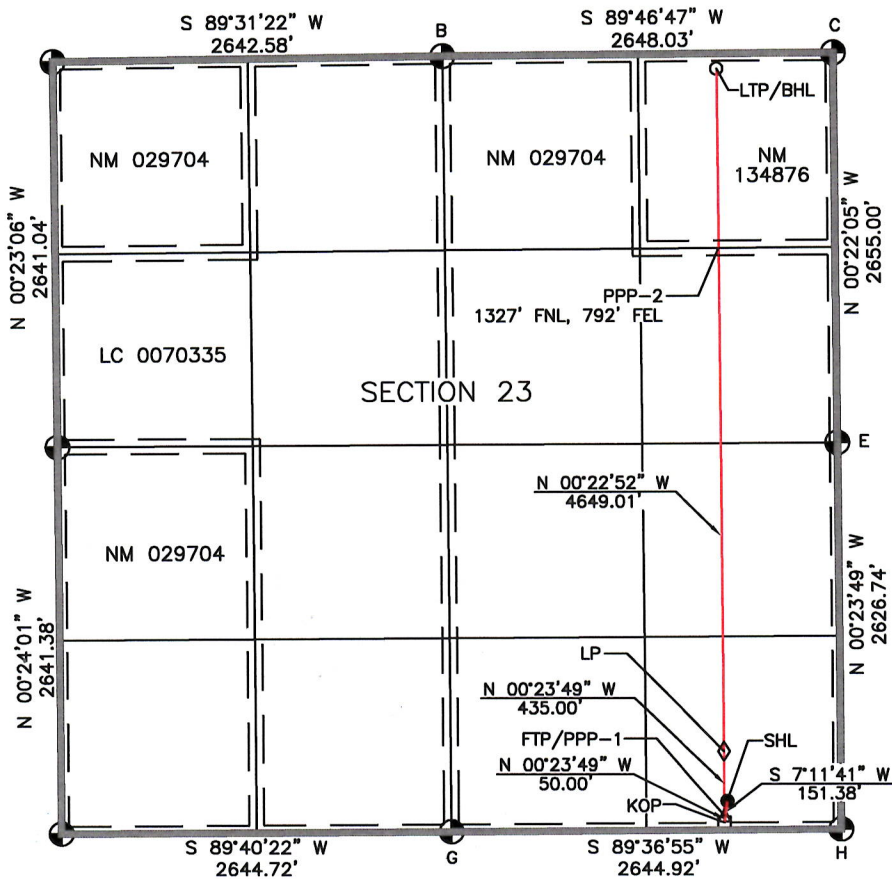 S 89°31'22" W
2642.58'
B
S 89°46'47" W
2648.03'
C
LTP/BHL
NM 029704
NM 029704
NM
134876
N 00°23'06" W
2641.04'
N 00°22'05" W
2655.00'
PPP-2
1327' FNL, 792' FEL
LC 0070335
SECTION 23
E
N 00°22'52" W
4649.01'
NM 029704
N 00°24'01" W
2641.38'
N 00°23'49" W
2626.74'
LP
N 00°23'49" W
435.00'
FTP/PPP-1
SHL
N 00°23'49" W
50.00'
S 7°11'41" W
151.38'
KOP
S 89°40'22" W
2644.72'
G
S 89°36'55" W
2644.92'
H